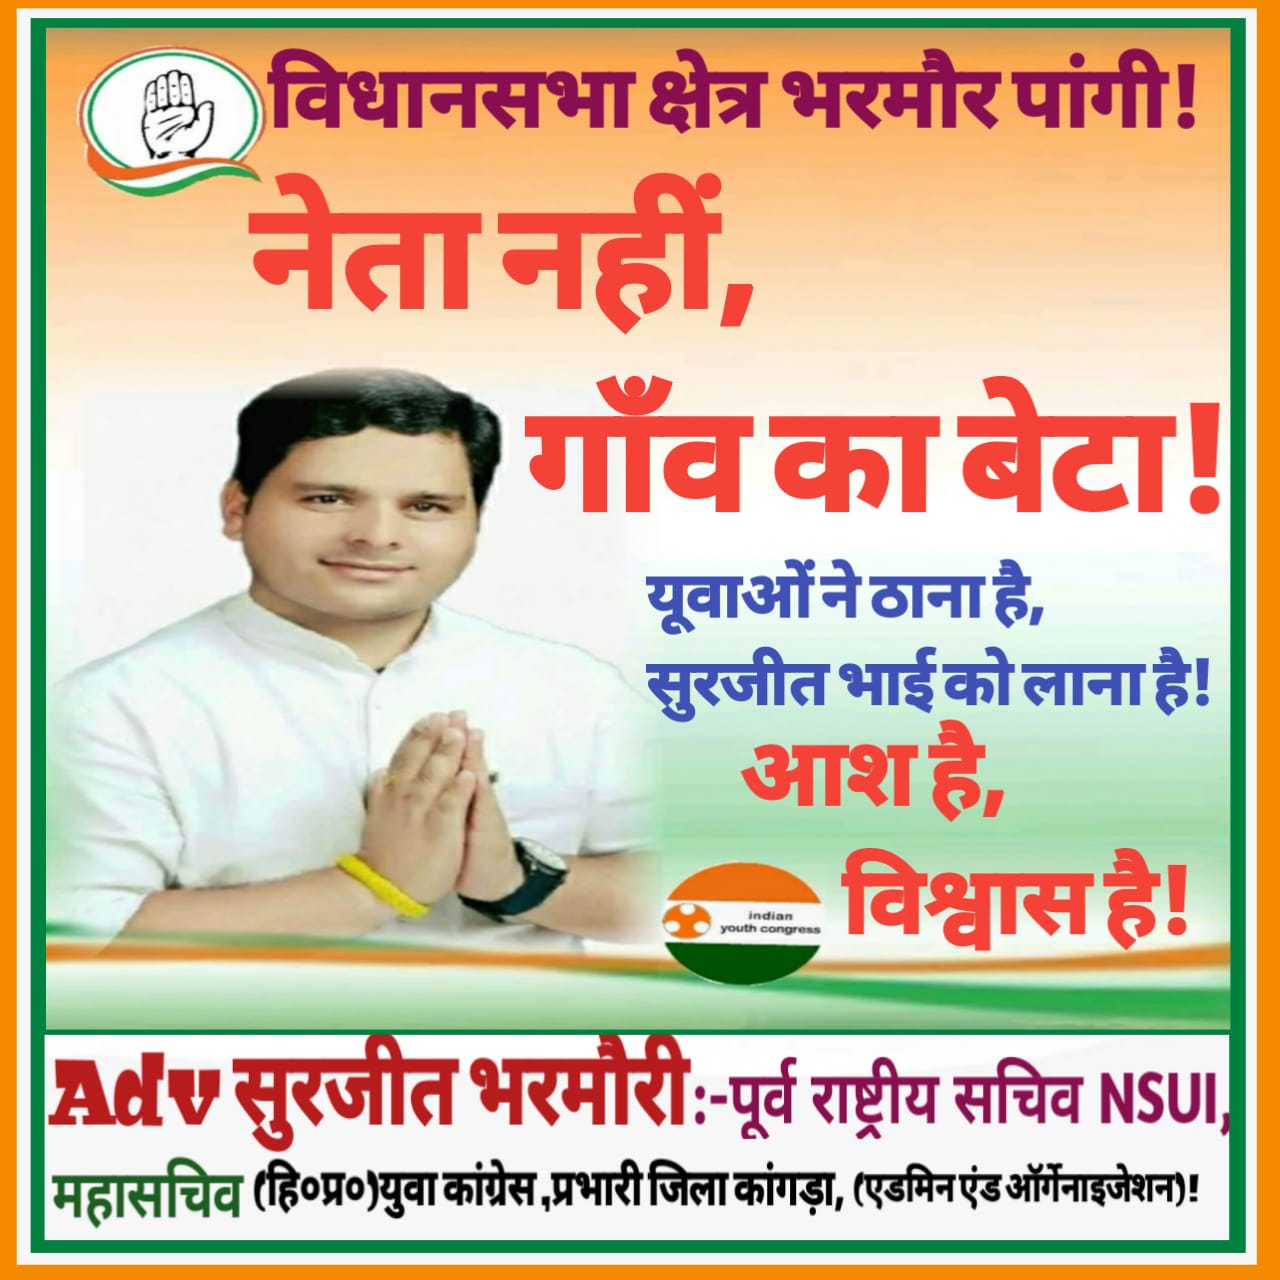 विधानसभा क्षेत्र भरमौर पांगी!
नेता नहीं,
गाँव का बेटा!
यूवाओं ने ठाना है,
सुरजीत भाई को लाना है!
आश है,
विश्वास है!
indian
youth congress
Adv सुरजीत भरमौरी:-पूर्व राष्ट्रीय सचिव NSUI,
महासचिव (हि०प्र०)युवा कांग्रेस ,प्रभारी जिला कांगड़ा, (एडमिन एंड ऑर्गेनाइजेशन)!